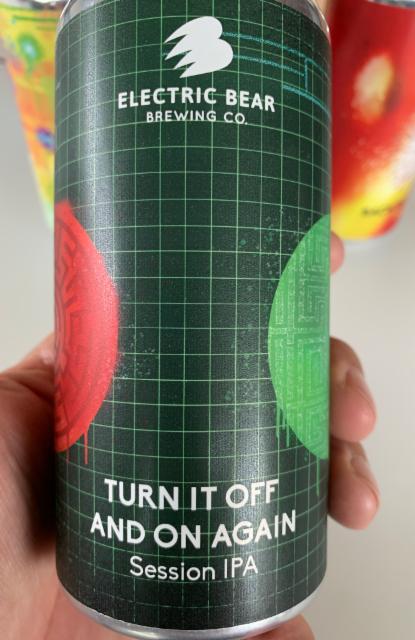 ELECTRIC BEAR
BREWING CO.
TURN IT OFF
AND ON AGAIN
Session IPA